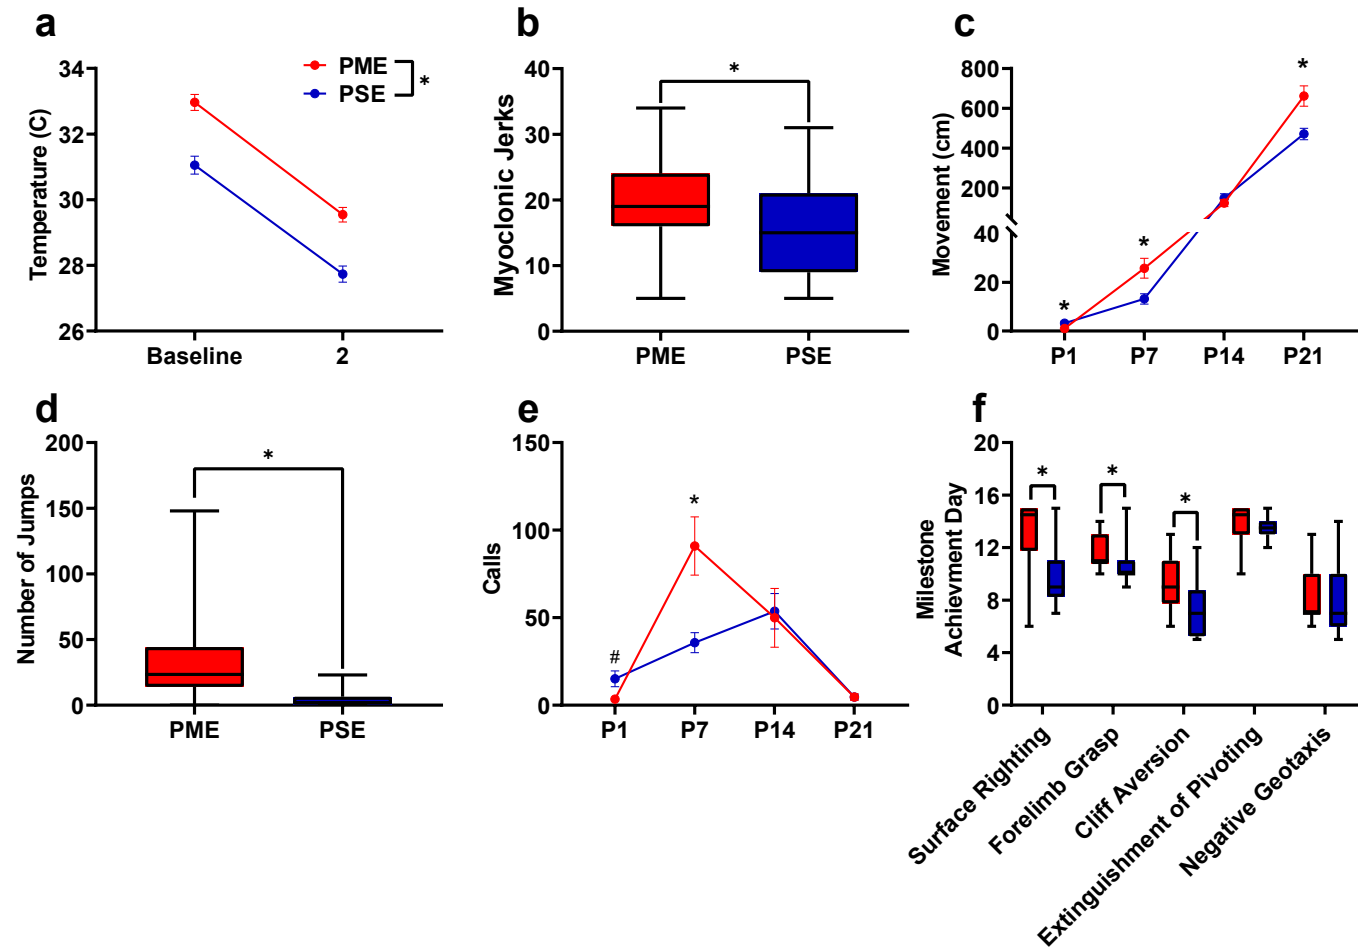 a
Temperature (C)
34
32
30
28
26
Baseline
2
PME
PSE
*
b
Myoclonic Jerks
40
30
20
10
0
*
PME
PSE
c
Movement (cm)
800
600
400
200
40
20
0
*
*
*
P1
P7
P14
P21
d
Number of Jumps
200
150
100
50
0
*
PME
PSE
e
Calls
150
100
50
0
#
*
P1
P7
P14
P21
f
Milestone
Achievment Day
20
16
12
8
4
0
*
*
*
Surface Righting
Forelimb Grasp
Cliff Aversion
Extinguishment of Pivoting
Negative Geotaxis